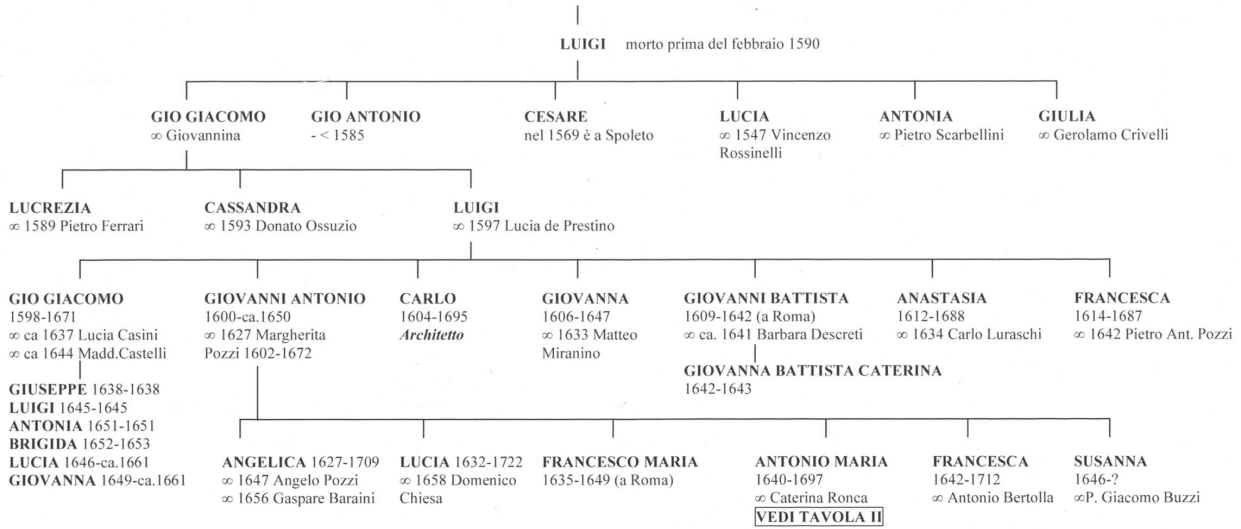 LUIGI morto prima del febbraio 1590
GIO GIACOMO
∞ Giovannina
GIO ANTONIO
- < 1585
CESARE
nel 1569 è a Spoleto
LUCIA
∞ 1547 Vincenzo
Rossinelli
ANTONIA
∞ Pietro Scarbellini
GIULIA
∞ Gerolamo Crivelli
LUCREZIA
∞ 1589 Pietro Ferrari
CASSANDRA
∞ 1593 Donato Ossuzio
LUIGI
∞ 1597 Lucia de Prestino
GIO GIACOMO
1598-1671
∞ ca 1637 Lucia Casini
∞ ca 1644 Madd.Castelli
GIUSEPPE 1638-1638
LUIGI 1645-1645
ANTONIA 1651-1651
BRIGIDA 1652-1653
LUCIA 1646-ca.1661
GIOVANNA 1649-ca.1661
GIOVANNI ANTONIO
1600-ca.1650
∞ 1627 Margherita
Pozzi 1602-1672
CARLO
1604-1695
Architetto
GIOVANNA
1606-1647
∞ 1633 Matteo
Miranino
GIOVANNI BATTISTA
1609-1642 (a Roma)
∞ ca. 1641 Barbara Descreti
GIOVANNA BATTISTA CATERINA
1642-1643
ANASTASIA
1612-1688
∞ 1634 Carlo Luraschi
FRANCESCA
1614-1687
∞ 1642 Pietro Ant. Pozzi
ANGELICA 1627-1709
∞ 1647 Angelo Pozzi
∞ 1656 Gaspare Baraini
LUCIA 1632-1722
∞ 1658 Domenico
Chiesa
FRANCESCO MARIA
1635-1649 (a Roma)
ANTONIO MARIA
1640-1697
∞ Caterina Ronca
VEDI TAVOLA II
FRANCESCA
1642-1712
∞ Antonio Bertolla
SUSANNA
1646-?
∞P. Giacomo Buzzi